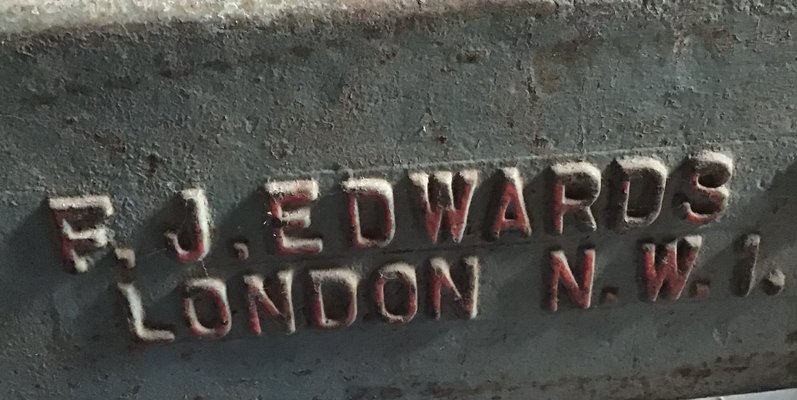 F. J. EDWARDS
LONDON N.W.1.